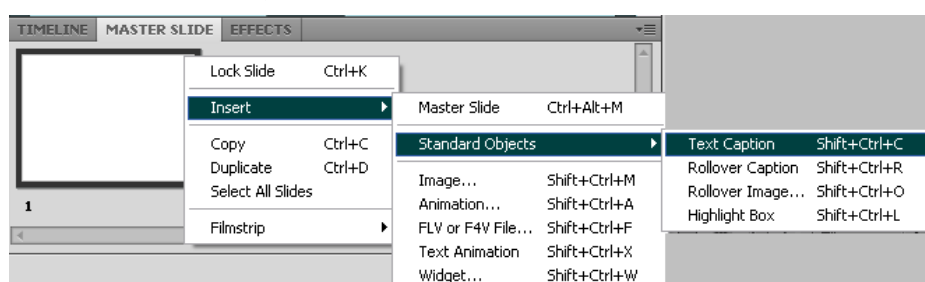 TIMELINE MASTER SLIDE EFFECTS
Lock Slide Ctrl+K
Insert
Copy Ctrl+C
Duplicate Ctrl+D
Select All Slides
Filmstrip
1
Master Slide Ctrl+Alt+M
Standard Objects
Image... Shift+Ctrl+M
Animation... Shift+Ctrl+A
FLV or F4V File... Shift+Ctrl+F
Text Animation Shift+Ctrl+X
Widget... Shift+Ctrl+W
Text Caption Shift+Ctrl+C
Rollover Caption Shift+Ctrl+R
Rollover Image... Shift+Ctrl+O
Highlight Box Shift+Ctrl+L